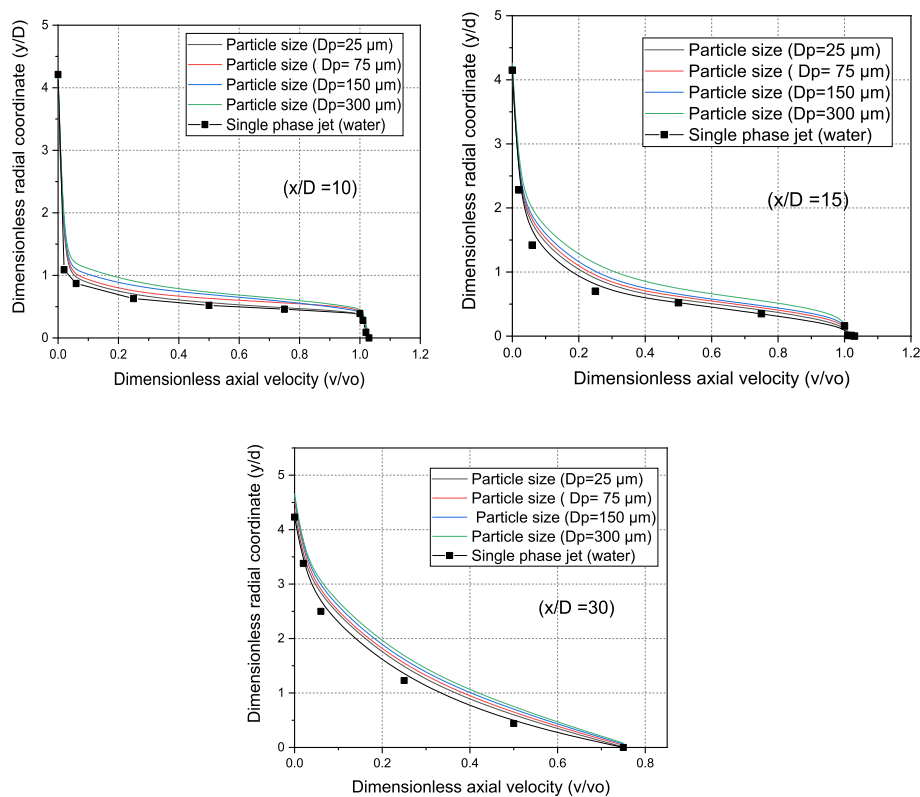 5
4
3
2
1
0
Dimensionless radial coordinate (y/D)
Particle size (Dp=25 µm)
Particle size ( Dp= 75 µm)
Particle size (Dp=150 µm)
Particle size (Dp=300 µm)
Single phase jet (water)
(x/D =10)
0.0 0.2 0.4 0.6 0.8 1.0 1.2
Dimensionless axial velocity (v/vo)
5
4
3
2
1
0
Dimensionless radial coordinate (y/d)
Particle size (Dp=25 µm)
Particle size ( Dp= 75 µm)
Particle size (Dp=150 µm)
Particle size (Dp=300 µm)
Single phase jet (water)
(x/D =15)
0.0 0.2 0.4 0.6 0.8 1.0 1.2
Dimensionless axial velocity (v/vo)
5
4
3
2
1
0
Dimensionless radial coordinate (y/d)
Particle size (Dp=25 µm)
Particle size ( Dp= 75 µm)
Particle size (Dp=150 µm)
Particle size (Dp=300 µm)
Single phase jet (water)
(x/D =30)
0.0 0.2 0.4 0.6 0.8
Dimensionless axial velocity (v/vo)